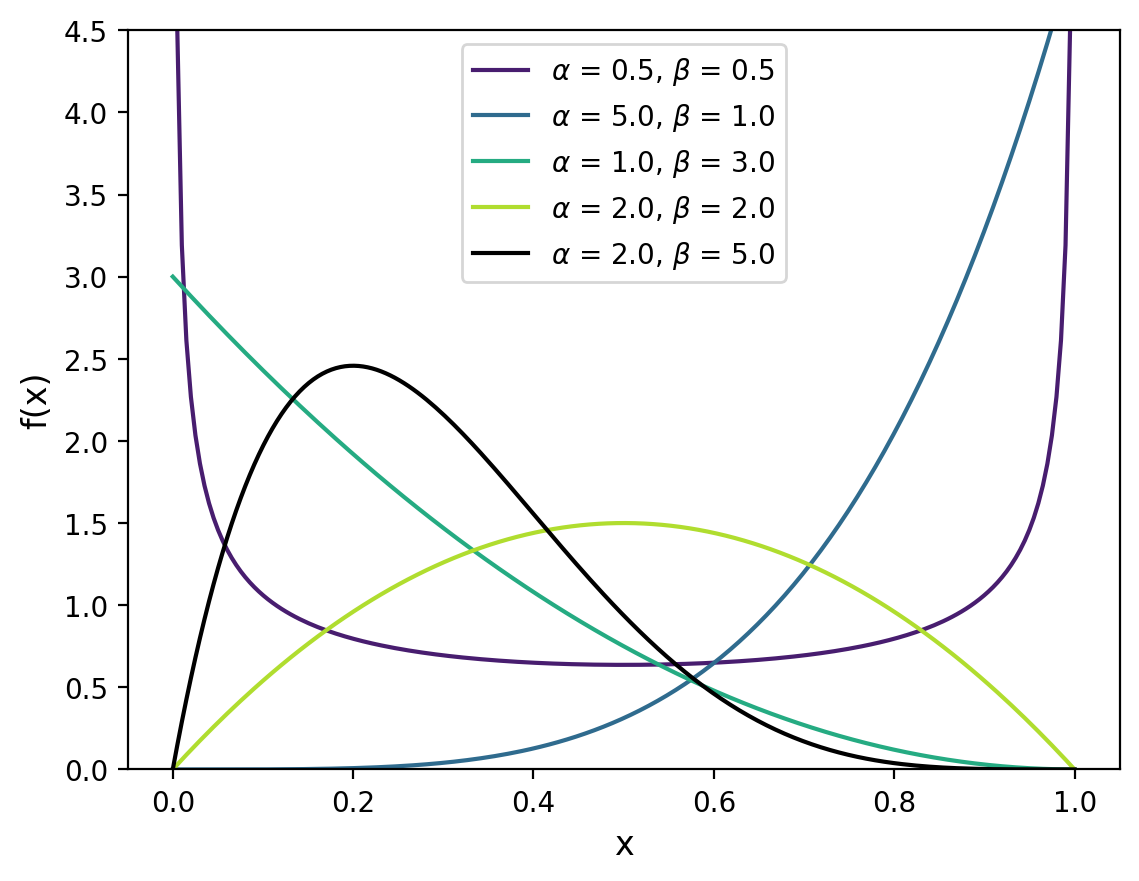 4.5
4.0
3.5
3.0
2.5
2.0
1.5
1.0
0.5
0.0
f(x)
α = 0.5, β = 0.5
α = 5.0, β = 1.0
α = 1.0, β = 3.0
α = 2.0, β = 2.0
α = 2.0, β = 5.0
0.0 0.2 0.4 0.6 0.8 1.0
x